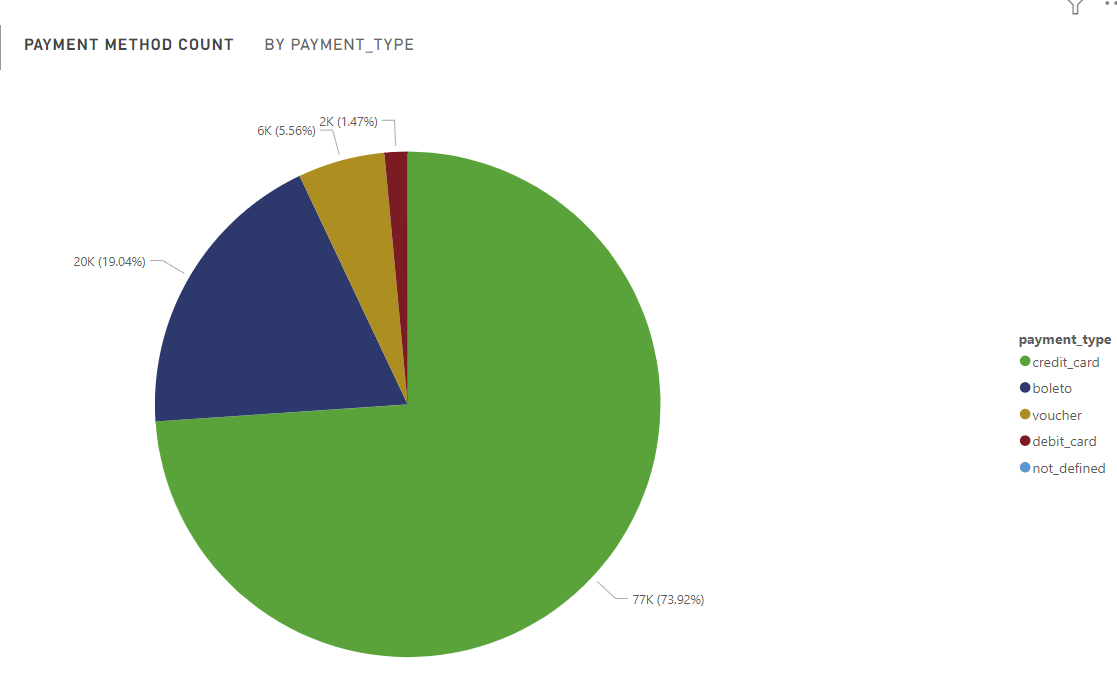 PAYMENT METHOD COUNT BY PAYMENT_TYPE
2K (1.47%)
6K (5.56%)
20K (19.04%)
77K (73.92%)
payment_type
credit_card
boleto
voucher
debit_card
not_defined